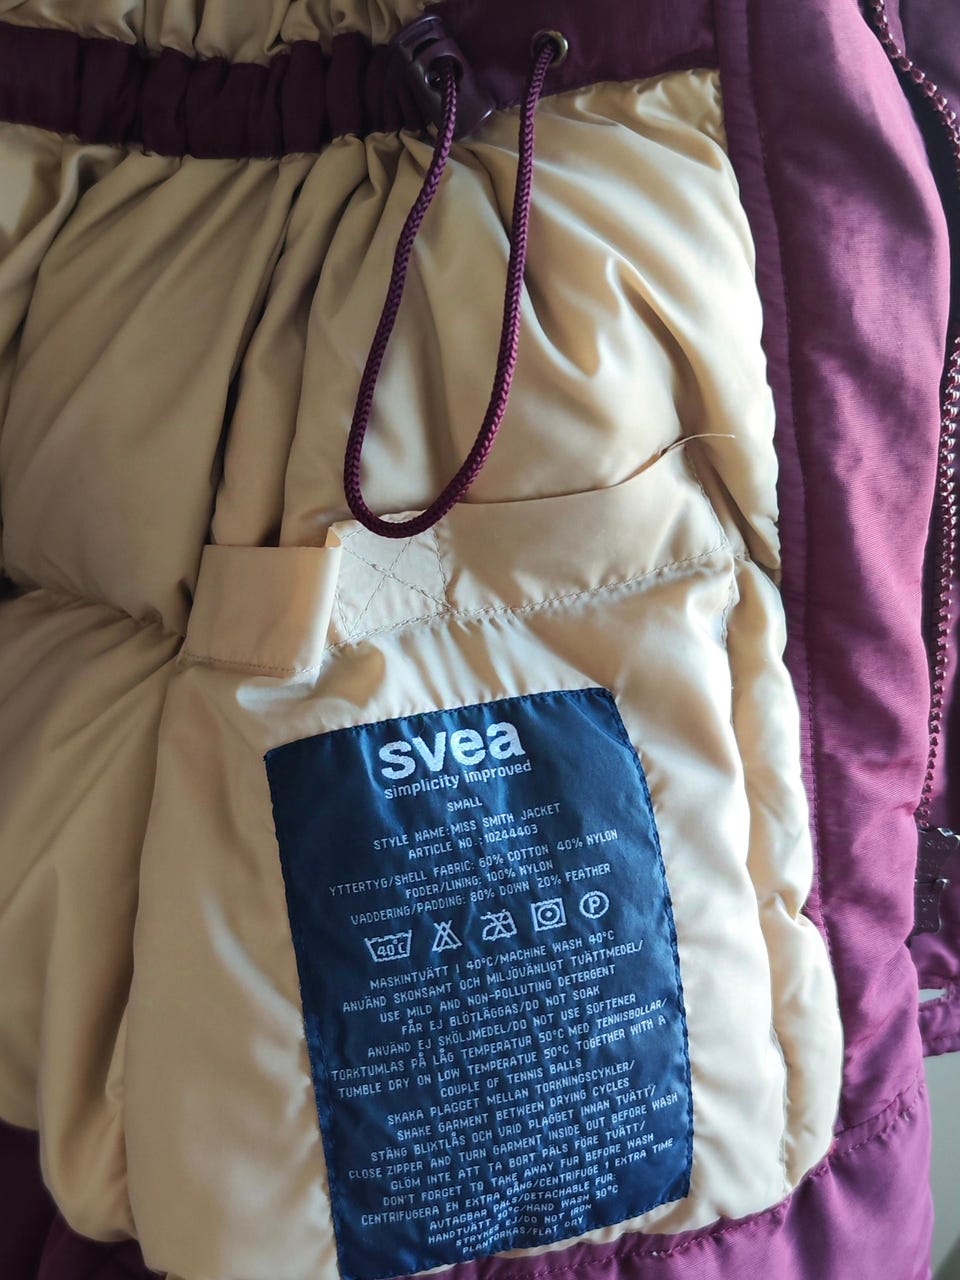 svea
simplicity improved
SMALL
STYLE NAME:MISS SMITH JACKET
ARTICLE NO.:10244403
YTTERTYG/SHELL FABRIC: 60% COTTON 40% NYLON
FODER/LINING: 100% NYLON
VADDERING/PADDING: 80% DOWN 20% FEATHER
40°C P
MASKINTVÄTT I 40°C/MACHINE WASH 40°C
ANVÄND SKONSAMT OCH MILJÖVÄNLIGT TVÄTTMEDEL/
USE MILD AND NON-POLLUTING DETERGENT
FÅR EJ BLÖTLÄGGAS/DO NOT SOAK
ANVÄND EJ SKÖLJMEDEL/DO NOT USE SOFTENER
TORKTUMLAS PÅ LÅG TEMPERATUR 50°C MED TENNISBOLLAR/
TUMBLE DRY ON LOW TEMPERATUE 50°C TOGETHER WITH A
COUPLE OF TENNIS BALLS
SKAKA PLAGGET MELLAN TORKNINGSCYKLER/
SHAKE GARMENT BETWEEN DRYING CYCLES
STÄNG BLIXTLÅS OCH VRID PLAGGET INNAN TVÄTT/
CLOSE ZIPPER AND TURN GARMENT INSIDE OUT BEFORE WASH
GLÖM INTE ATT TA BORT PÄLS FÖRE TVÄTT/
DON'T FORGET TO TAKE AWAY FUR BEFORE WASH
CENTRIFUGERA EN EXTRA GÅNG/CENTRIFUGE 1 EXTRA TIME
AVTAGBAR PÄLS/DETACHABLE FUR:
HANDTVÄTT 30°C/HAND WASH 30°C
STRYKES EJ/DO NOT IRON
PLANTORKAS/FLAT DRY